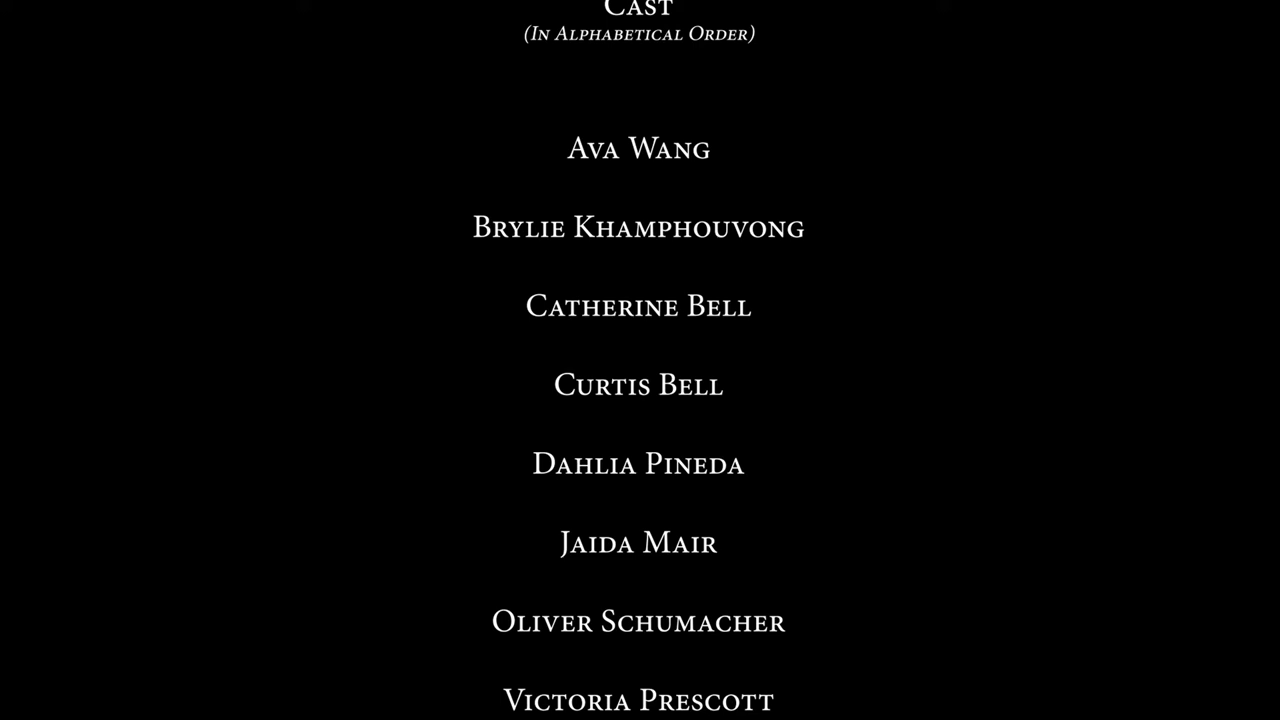 Cast
(In Alphabetical Order)
Ava Wang
Brylie Khamphouvong
Catherine Bell
Curtis Bell
Dahlia Pineda
Jaida Mair
Oliver Schumacher
Victoria Prescott